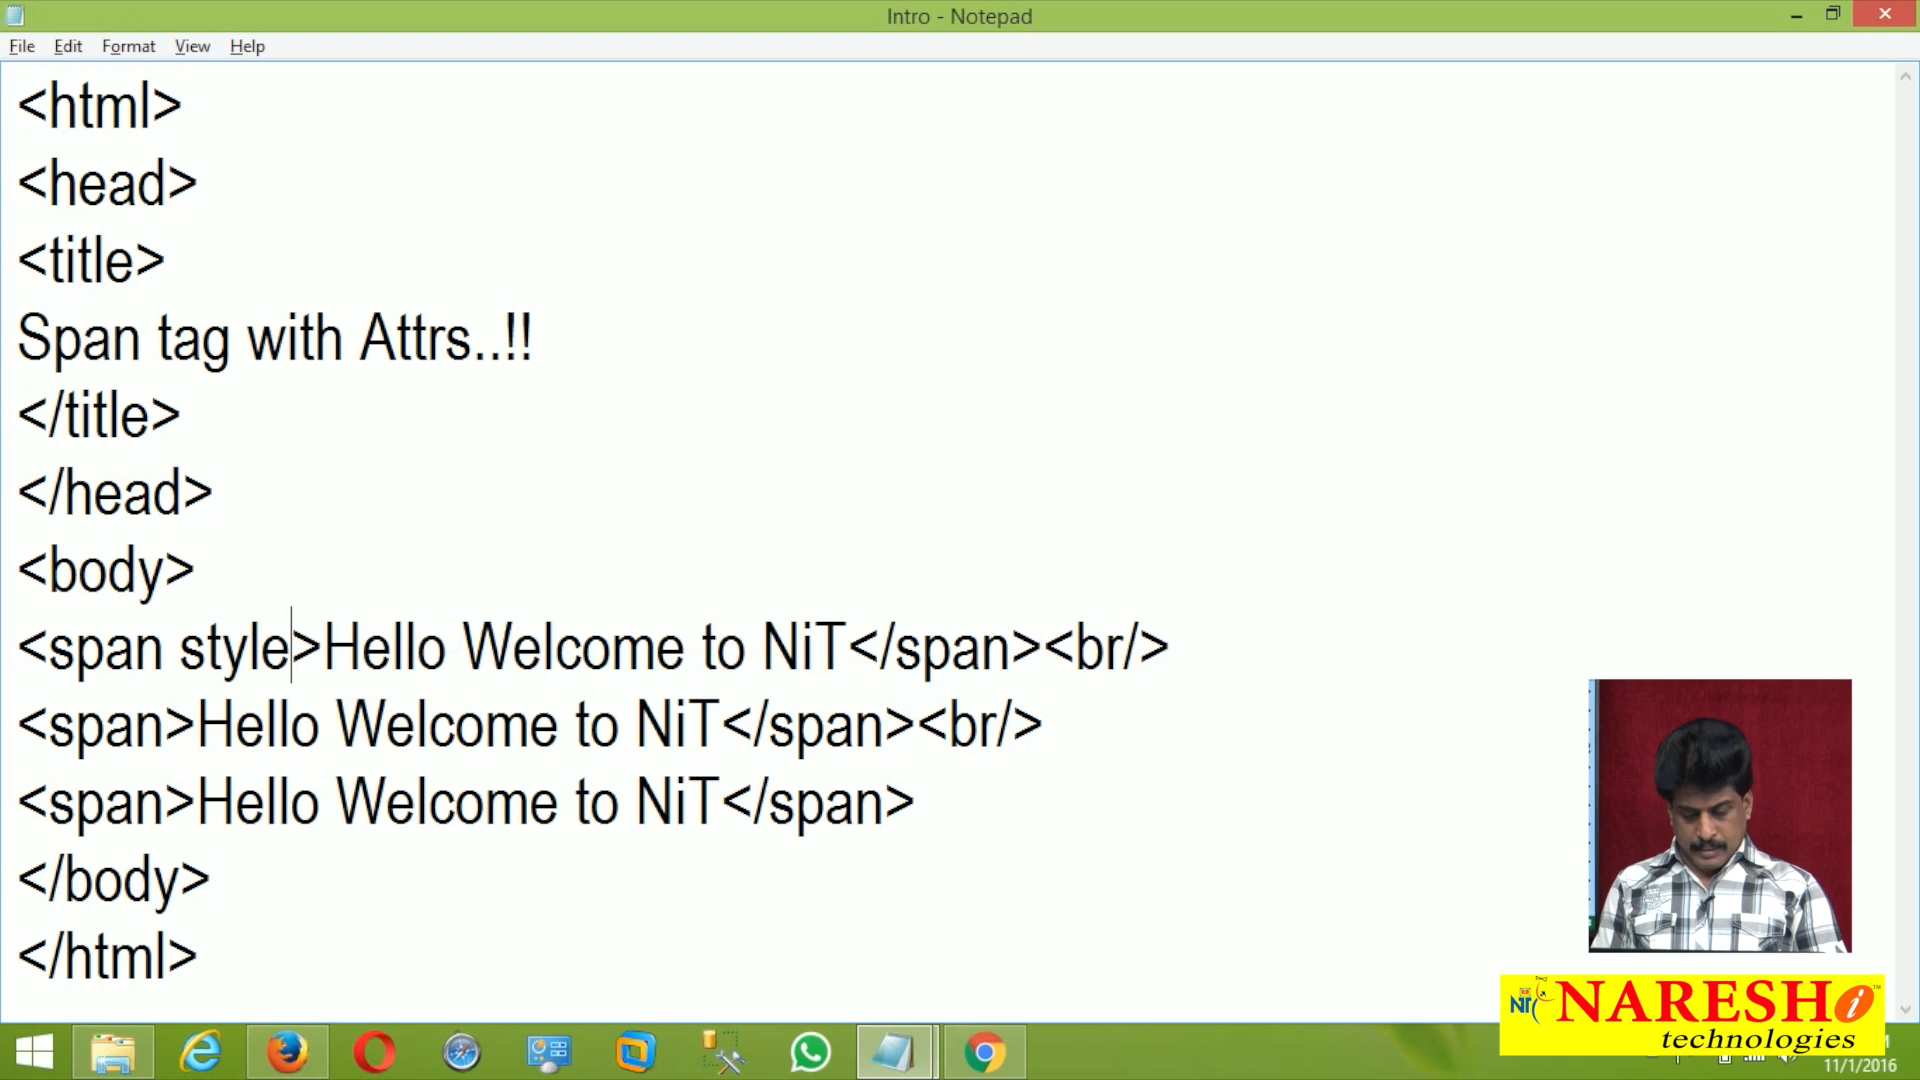 Intro - Notepad
File Edit Format View Help
<html>
<head>
<title>
Span tag with Attrs..!!
</title>
</head>
<body>
<span style>Hello Welcome to NiT</span><br/>
<span>Hello Welcome to NiT</span><br/>
<span>Hello Welcome to NiT</span>
</body>
</html>
NARESH i
technologies
11/1/2016